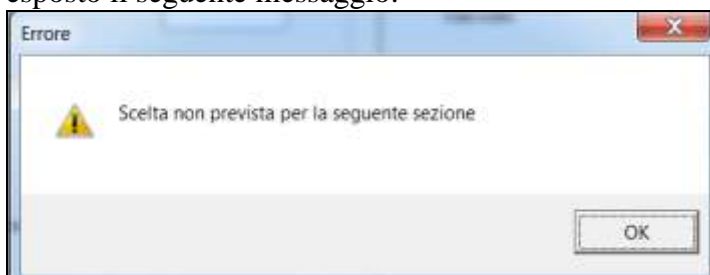 esposto il seguente messaggio:
Errore
Scelta non prevista per la seguente sezione
OK